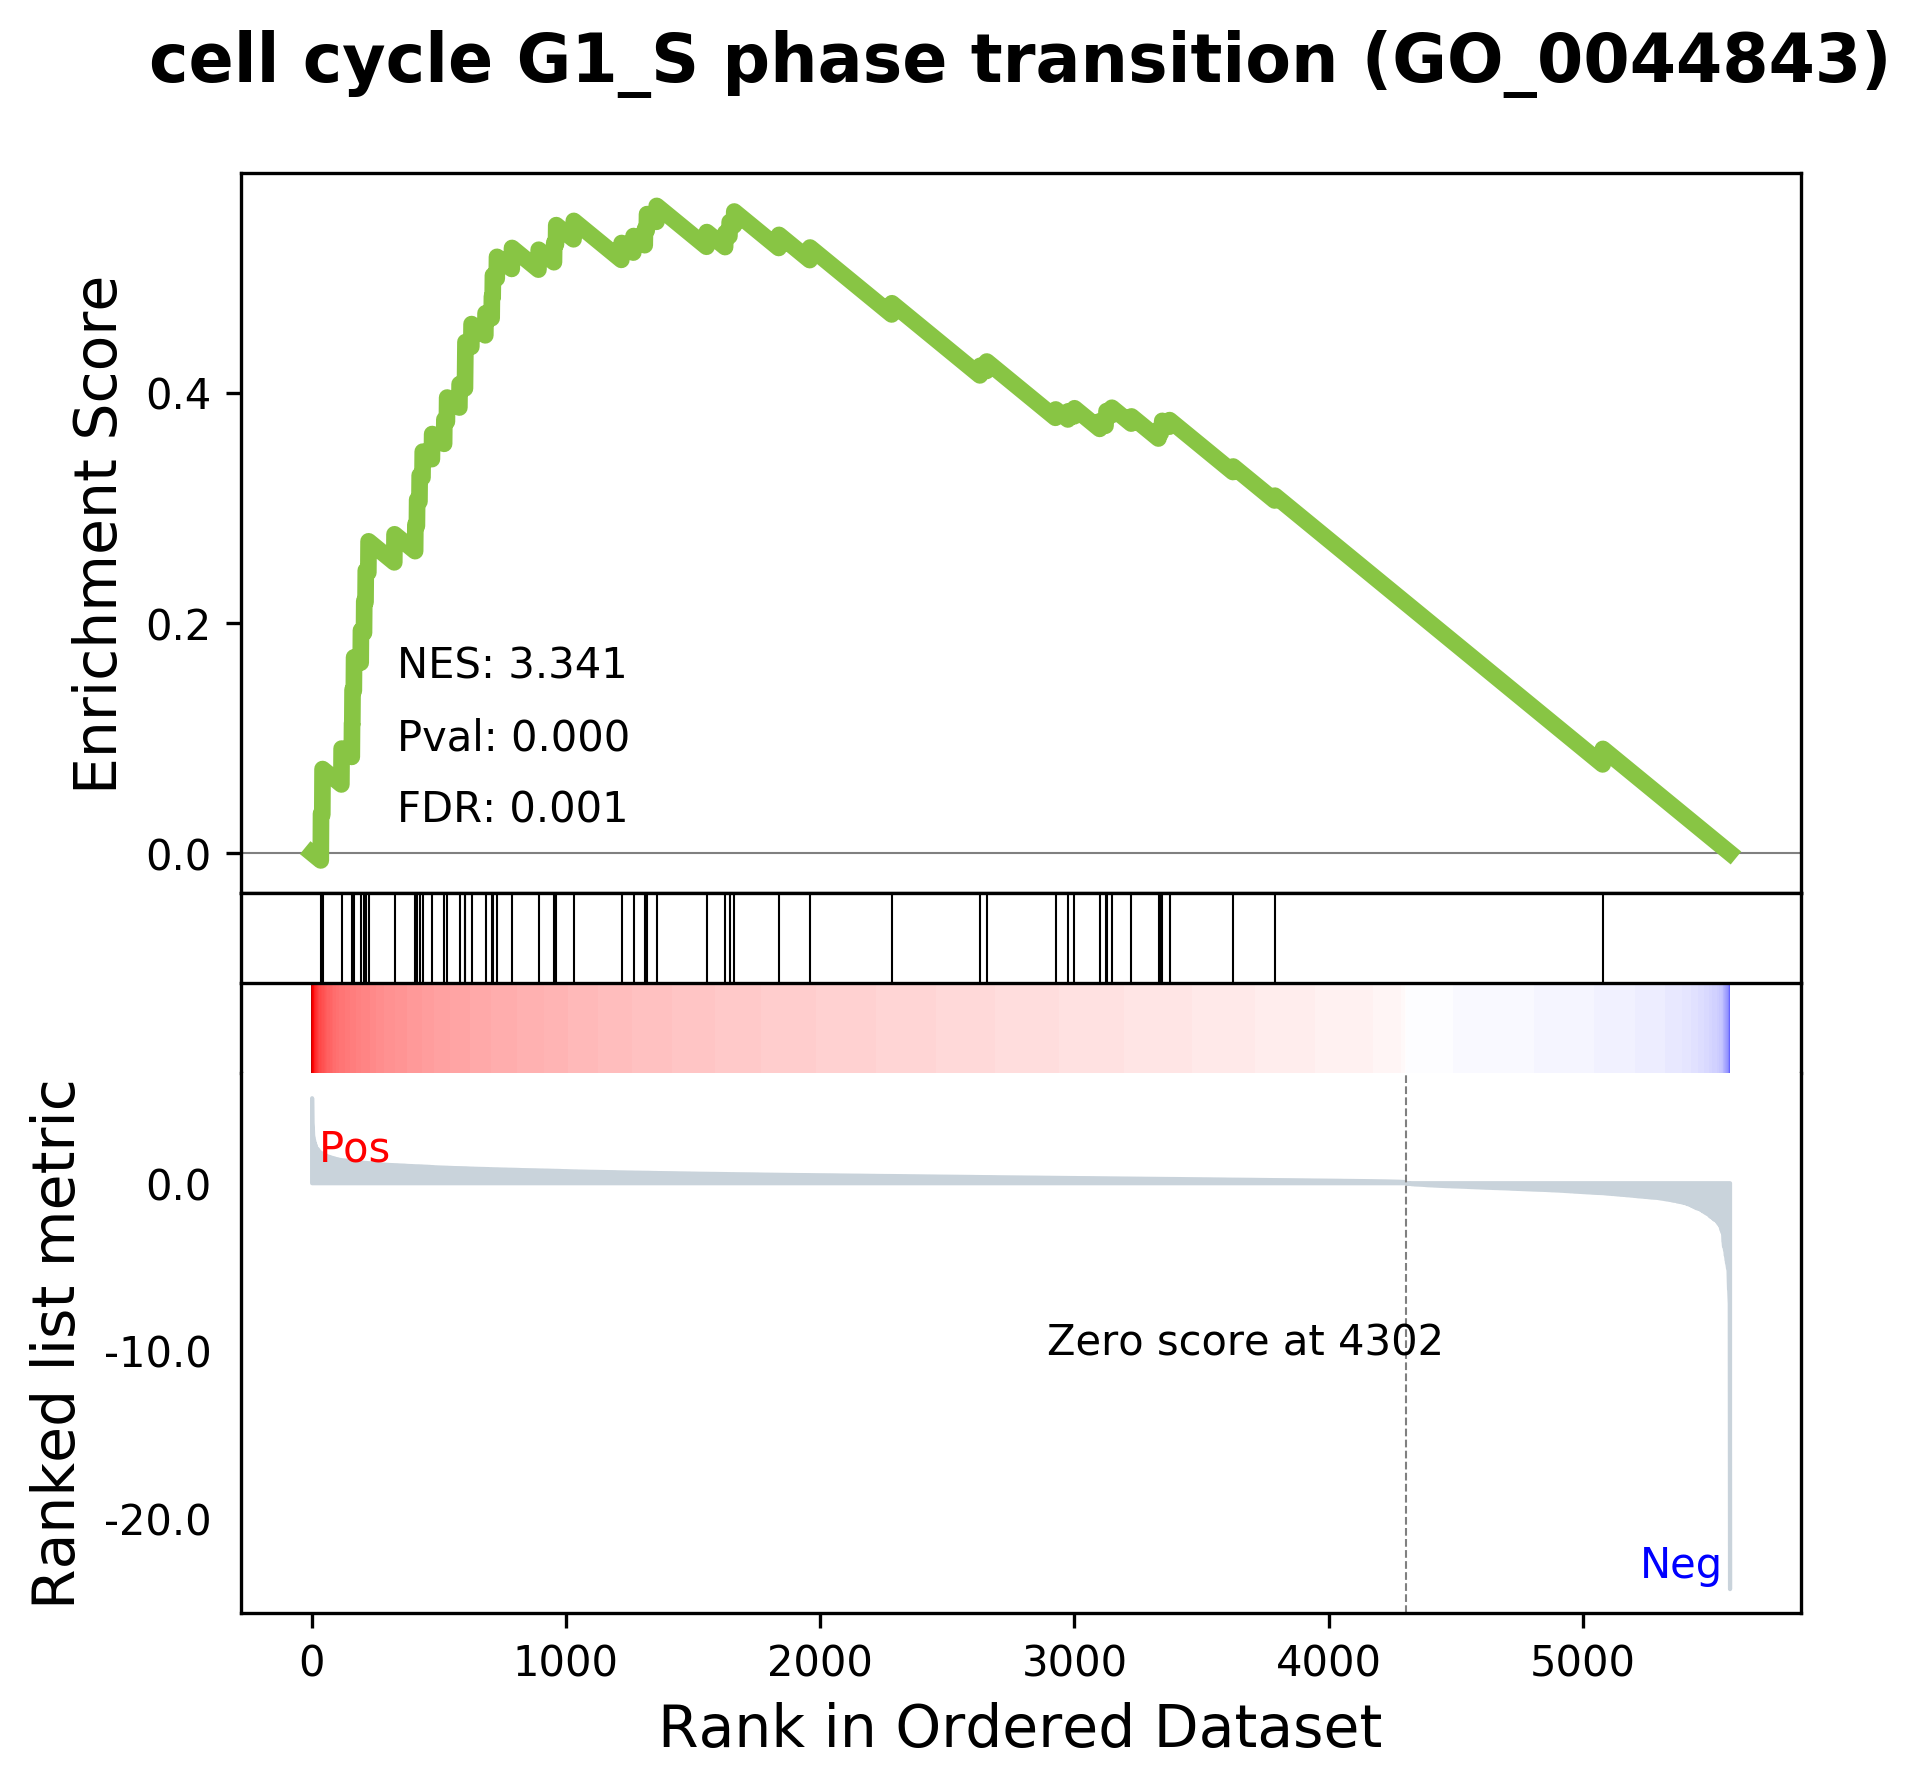 cell cycle G1_S phase transition (GO_0044843)
Enrichment Score
0.4
0.2
0.0
NES: 3.341
Pval: 0.000
FDR: 0.001
Ranked list metric
0.0
-10.0
-20.0
Pos
Zero score at 4302
Neg
0 1000 2000 3000 4000 5000
Rank in Ordered Dataset